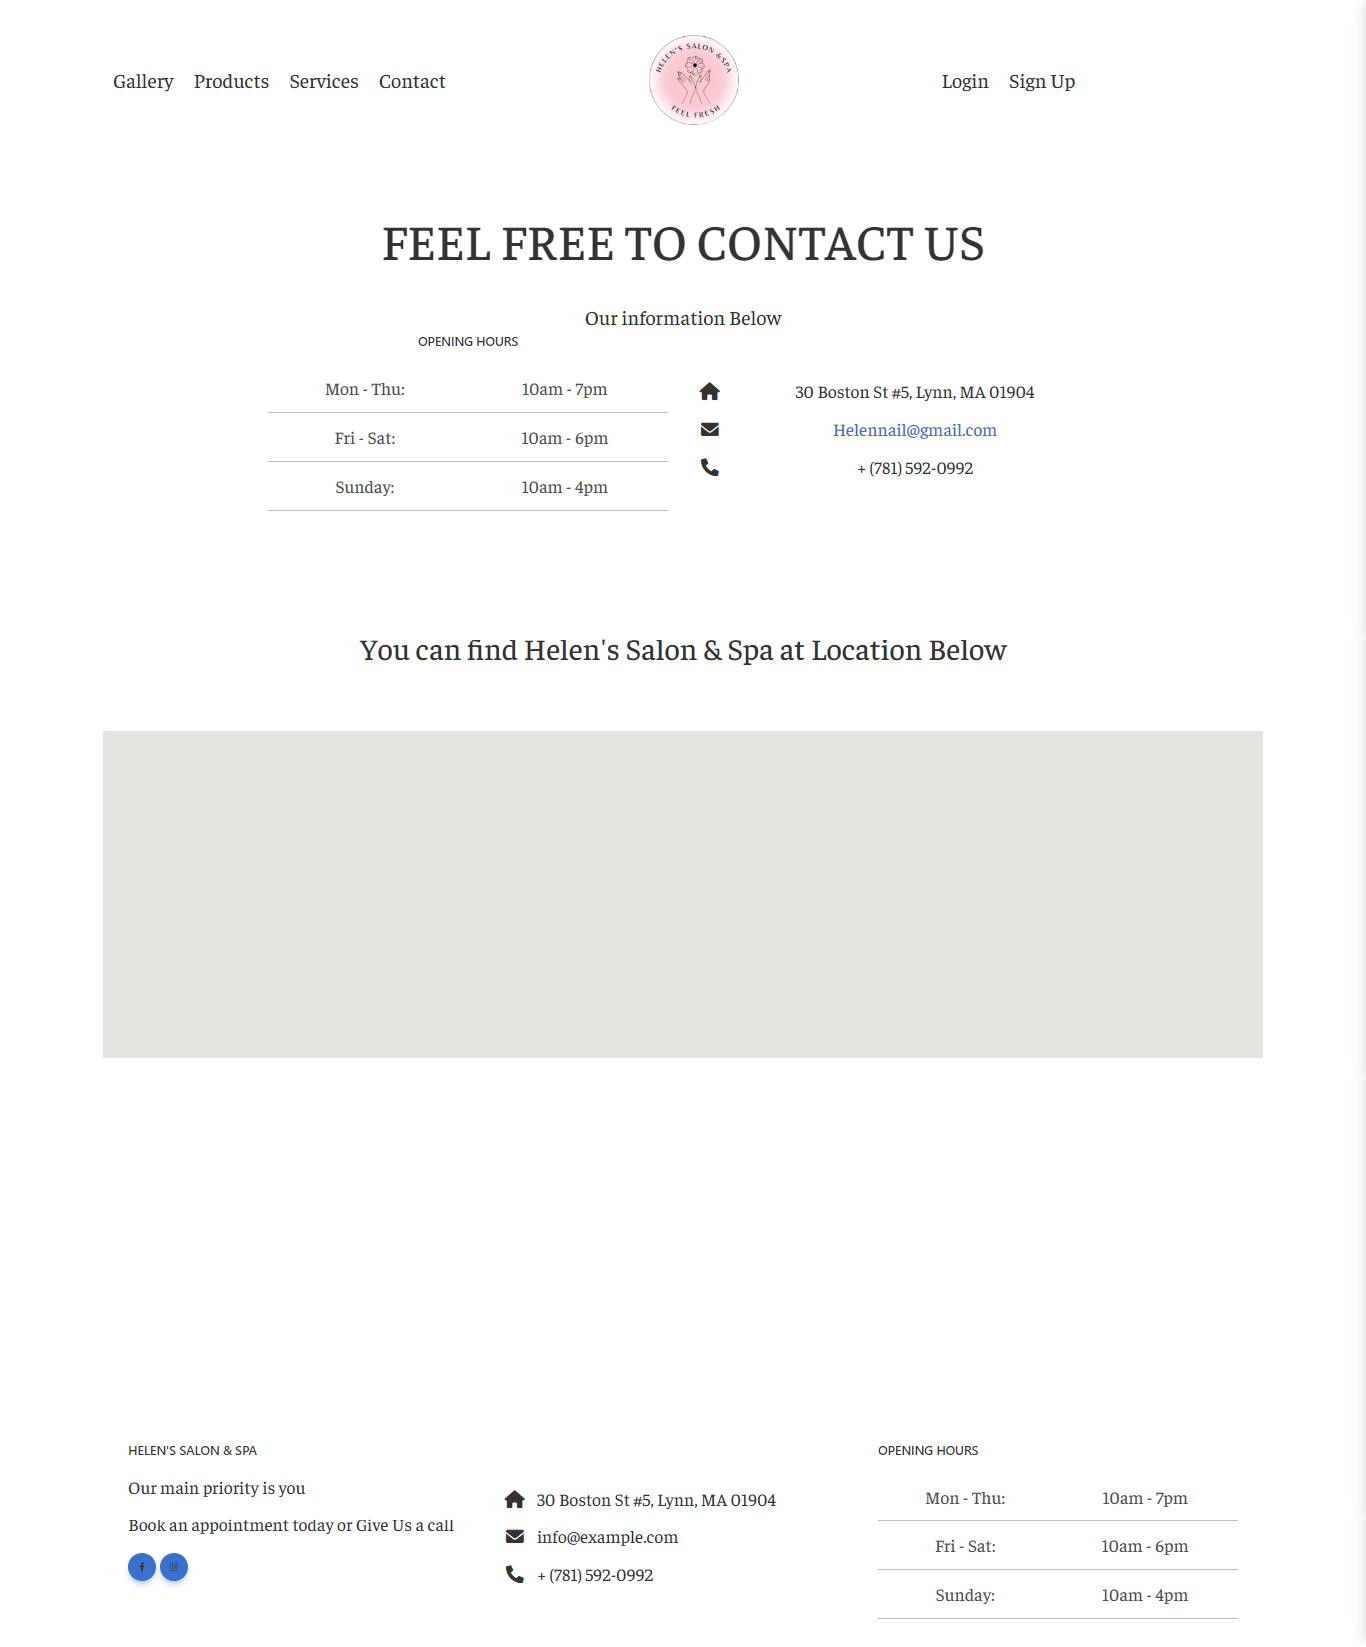 Gallery Products Services Contact
HELEN'S SALON & SPA
FEEL FRESH
Login Sign Up
FEEL FREE TO CONTACT US
Our information Below
OPENING HOURS
Mon - Thu: 10am - 7pm
Fri - Sat: 10am - 6pm
Sunday: 10am - 4pm
30 Boston St #5, Lynn, MA 01904
Helennail@gmail.com
+ (781) 592-0992
You can find Helen's Salon & Spa at Location Below
HELEN'S SALON & SPA
Our main priority is you
Book an appointment today or Give Us a call
30 Boston St #5, Lynn, MA 01904
info@example.com
+ (781) 592-0992
OPENING HOURS
Mon - Thu: 10am - 7pm
Fri - Sat: 10am - 6pm
Sunday: 10am - 4pm